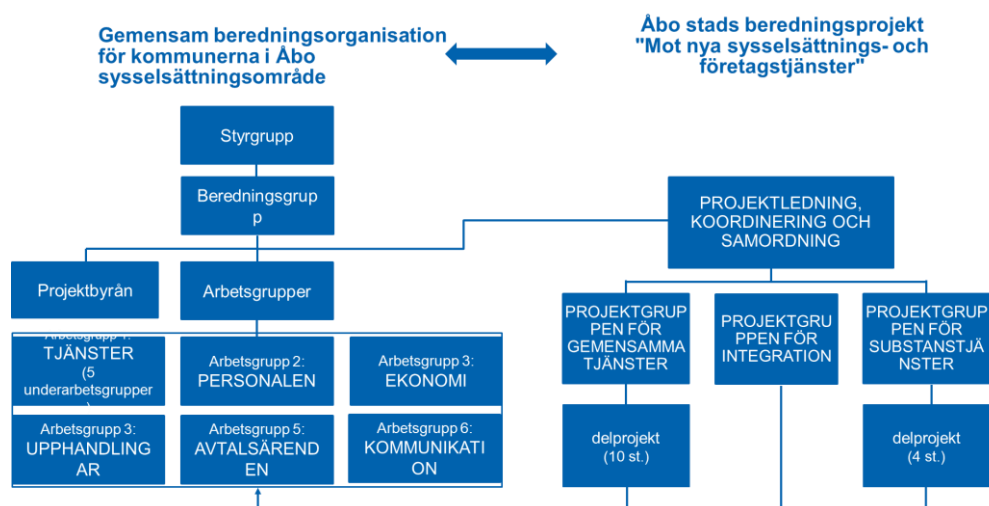 Gemensam beredningsorganisation
för kommunerna i Åbo
sysselsättningsområde
Åbo stads beredningsprojekt
"Mot nya sysselsättnings- och
företagstjänster"
Styrgrupp
Beredningsgru
p
PROJEKTLEDNING,
KOORDINERING OCH
SAMORDNING
Projektbyrån
Arbetsgrupper
PROJEKTGRUP
PEN FÖR
GEMENSAMMA
TJÄNSTER
PROJEKTGRU
PPEN FÖR
INTEGRATION
PROJEKTGRUP
PEN FÖR
SUBSTANSTJÄ
NSTER
Arbetsgrupp 1:
TJÄNSTER
(5
underarbetsgrupper
)
Arbetsgrupp 2:
PERSONALEN
Arbetsgrupp 3:
EKONOMI
Arbetsgrupp 3:
UPPHANDLING
AR
Arbetsgrupp 5:
AVTALSÄREND
EN
Arbetsgrupp 6:
KOMMUNIKATI
ON
delprojekt
(10 st.)
delprojekt
(4 st.)